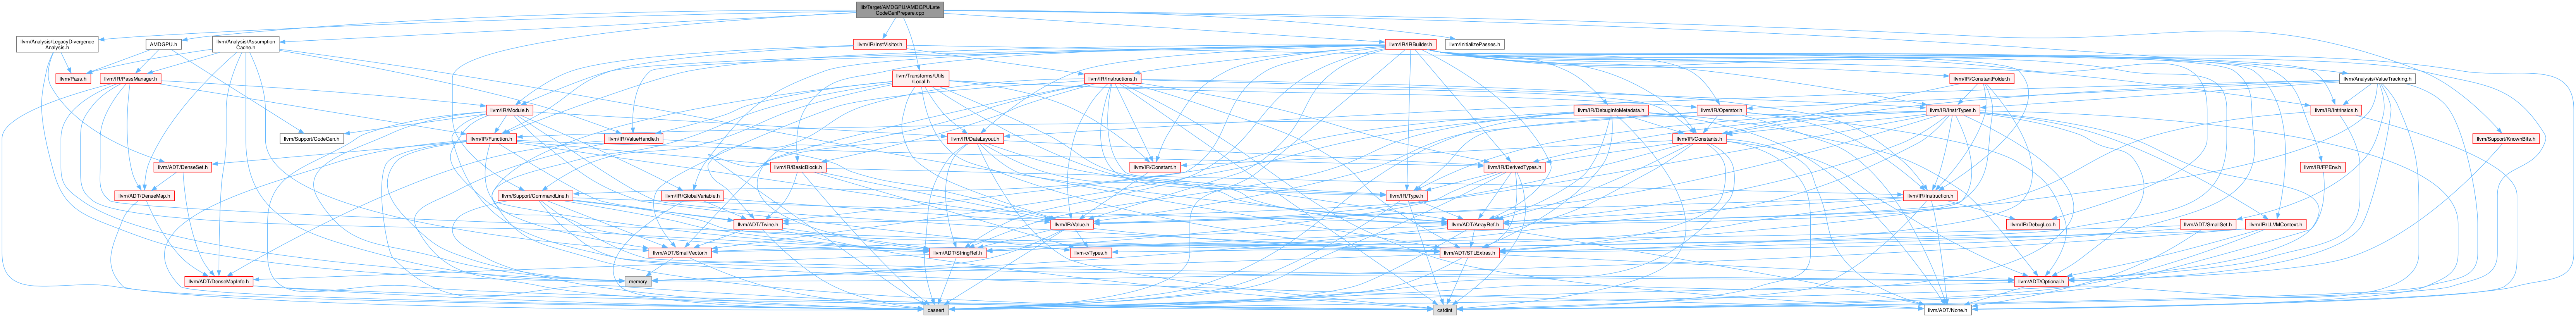 lib/Target/AMDGPU/AMDGPULate
CodeGenPrepare.cpp
llvm/Analysis/LegacyDivergence
Analysis.h
AMDGPU.h
llvm/Analysis/Assumption
Cache.h
llvm/IR/InstVisitor.h
llvm/IR/IRBuilder.h
llvm/InitializePasses.h
llvm/Pass.h
llvm/IR/PassManager.h
llvm/Transforms/Utils
/Local.h
llvm/IR/Instructions.h
llvm/IR/ConstantFolder.h
llvm/Analysis/ValueTracking.h
llvm/IR/Module.h
llvm/IR/DebugInfoMetadata.h
llvm/IR/Operator.h
llvm/IR/InstrTypes.h
llvm/IR/Intrinsics.h
llvm/Support/CodeGen.h
llvm/IR/Function.h
llvm/IR/ValueHandle.h
llvm/IR/DataLayout.h
llvm/IR/Constants.h
llvm/Support/KnownBits.h
llvm/ADT/DenseSet.h
llvm/IR/BasicBlock.h
llvm/IR/Constant.h
llvm/IR/DerivedTypes.h
llvm/IR/FPEnv.h
llvm/ADT/DenseMap.h
llvm/Support/CommandLine.h
llvm/IR/GlobalVariable.h
llvm/IR/Type.h
llvm/IR/Instruction.h
llvm/ADT/Twine.h
llvm/IR/Value.h
llvm/ADT/ArrayRef.h
llvm/IR/DebugLoc.h
llvm/ADT/SmallSet.h
llvm/IR/LLVMContext.h
llvm/ADT/SmallVector.h
llvm/ADT/StringRef.h
llvm-c/Types.h
llvm/ADT/STLExtras.h
llvm/ADT/DenseMapInfo.h
memory
llvm/ADT/Optional.h
cassert
cstdint
llvm/ADT/None.h